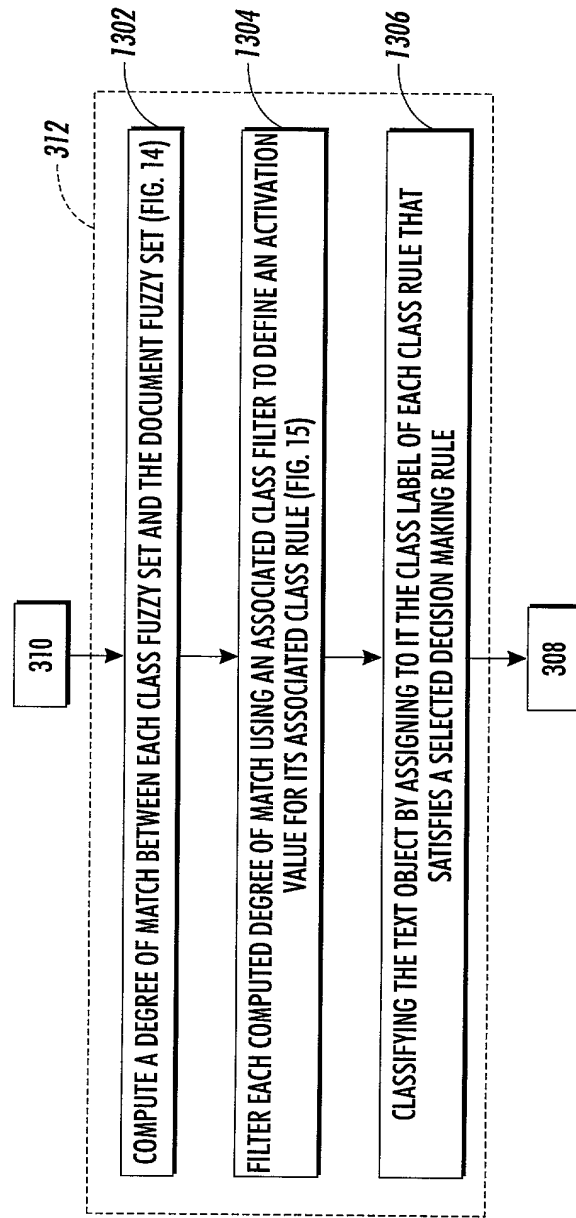 310
312
COMPUTE A DEGREE OF MATCH BETWEEN EACH CLASS FUZZY SET AND THE DOCUMENT FUZZY SET (FIG. 14)
1302
FILTER EACH COMPUTED DEGREE OF MATCH USING AN ASSOCIATED CLASS FILTER TO DEFINE AN ACTIVATION
VALUE FOR ITS ASSOCIATED CLASS RULE (FIG. 15)
1304
CLASSIFYING THE TEXT OBJECT BY ASSIGNING TO IT THE CLASS LABEL OF EACH CLASS RULE THAT
SATISFIES A SELECTED DECISION MAKING RULE
1306
308